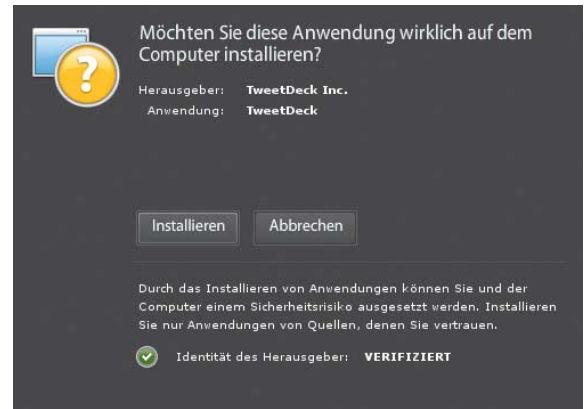 Möchten Sie diese Anwendung wirklich auf dem
Computer installieren?
Herausgeber: TweetDeck Inc.
Anwendung: TweetDeck
Installieren Abbrechen
Durch das Installieren von Anwendungen können Sie und der
Computer einem Sicherheitsrisiko ausgesetzt werden. Installieren
Sie nur Anwendungen von Quellen, denen Sie vertrauen.
Identität des Herausgeber: VERIFIZIERT